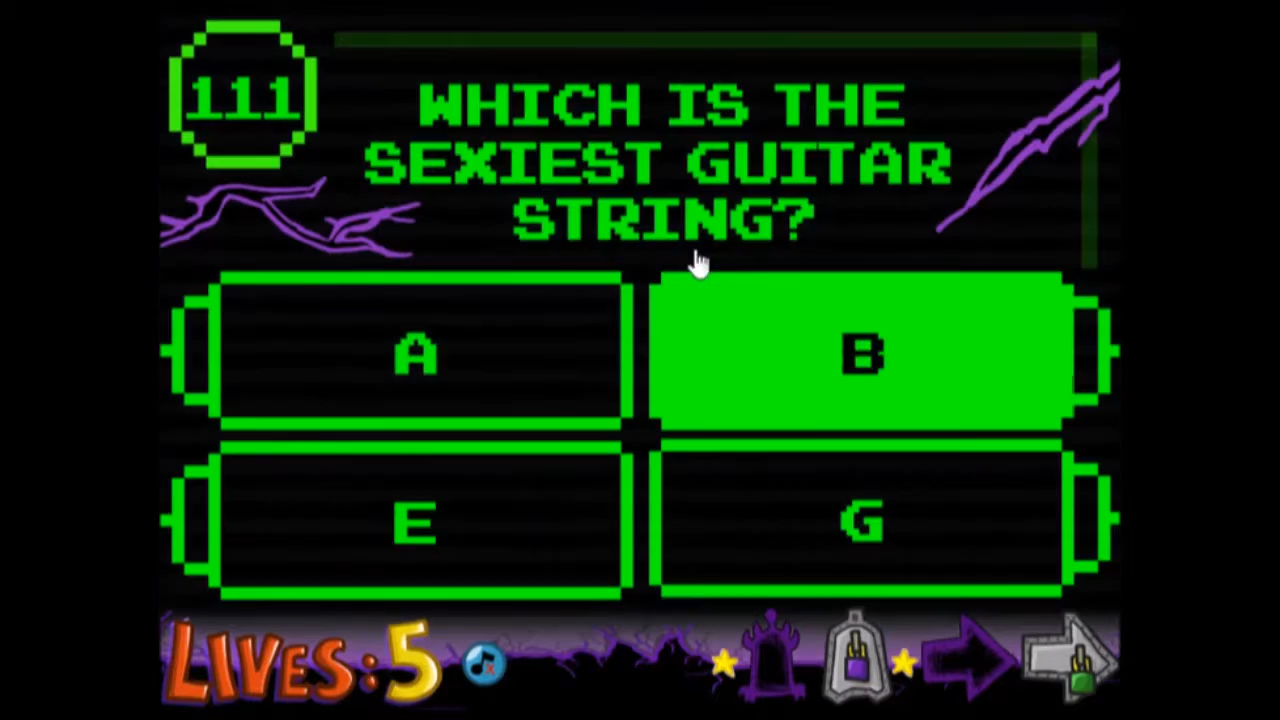 111
WHICH IS THE
SEXIEST GUITAR
STRING?
A
B
E
G
LIVES:5